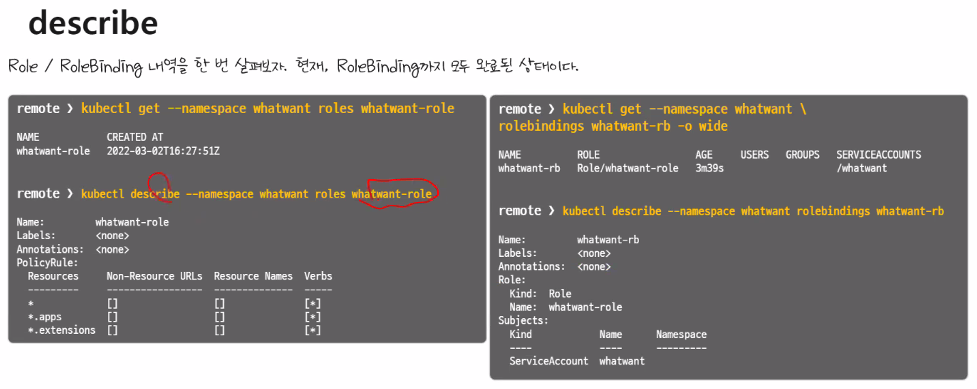 describe
Role / RoleBinding 내역을 한 번 살펴보자. 현재, RoleBinding까지 모두 완료된 상태이다.
remote ❯ kubectl get --namespace whatwant roles whatwant-role
NAME CREATED AT
whatwant-role 2022-03-02T16:27:51Z
remote ❯ kubectl describe --namespace whatwant roles whatwant-role
Name: whatwant-role
Labels: <none>
Annotations: <none>
PolicyRule:
Resources Non-Resource URLs Resource Names Verbs
--------- ----------------- -------------- -----
* [] [] [*]
*.apps [] [] [*]
*.extensions [] [] [*]
remote ❯ kubectl get --namespace whatwant \
rolebindings whatwant-rb -o wide
NAME ROLE AGE USERS GROUPS SERVICEACCOUNTS
whatwant-rb Role/whatwant-role 3m39s /whatwant
remote ❯ kubectl describe --namespace whatwant rolebindings whatwant-rb
Name: whatwant-rb
Labels: <none>
Annotations: <none>
Role:
Kind: Role
Name: whatwant-role
Subjects:
Kind Name Namespace
---- ---- ---------
ServiceAccount whatwant